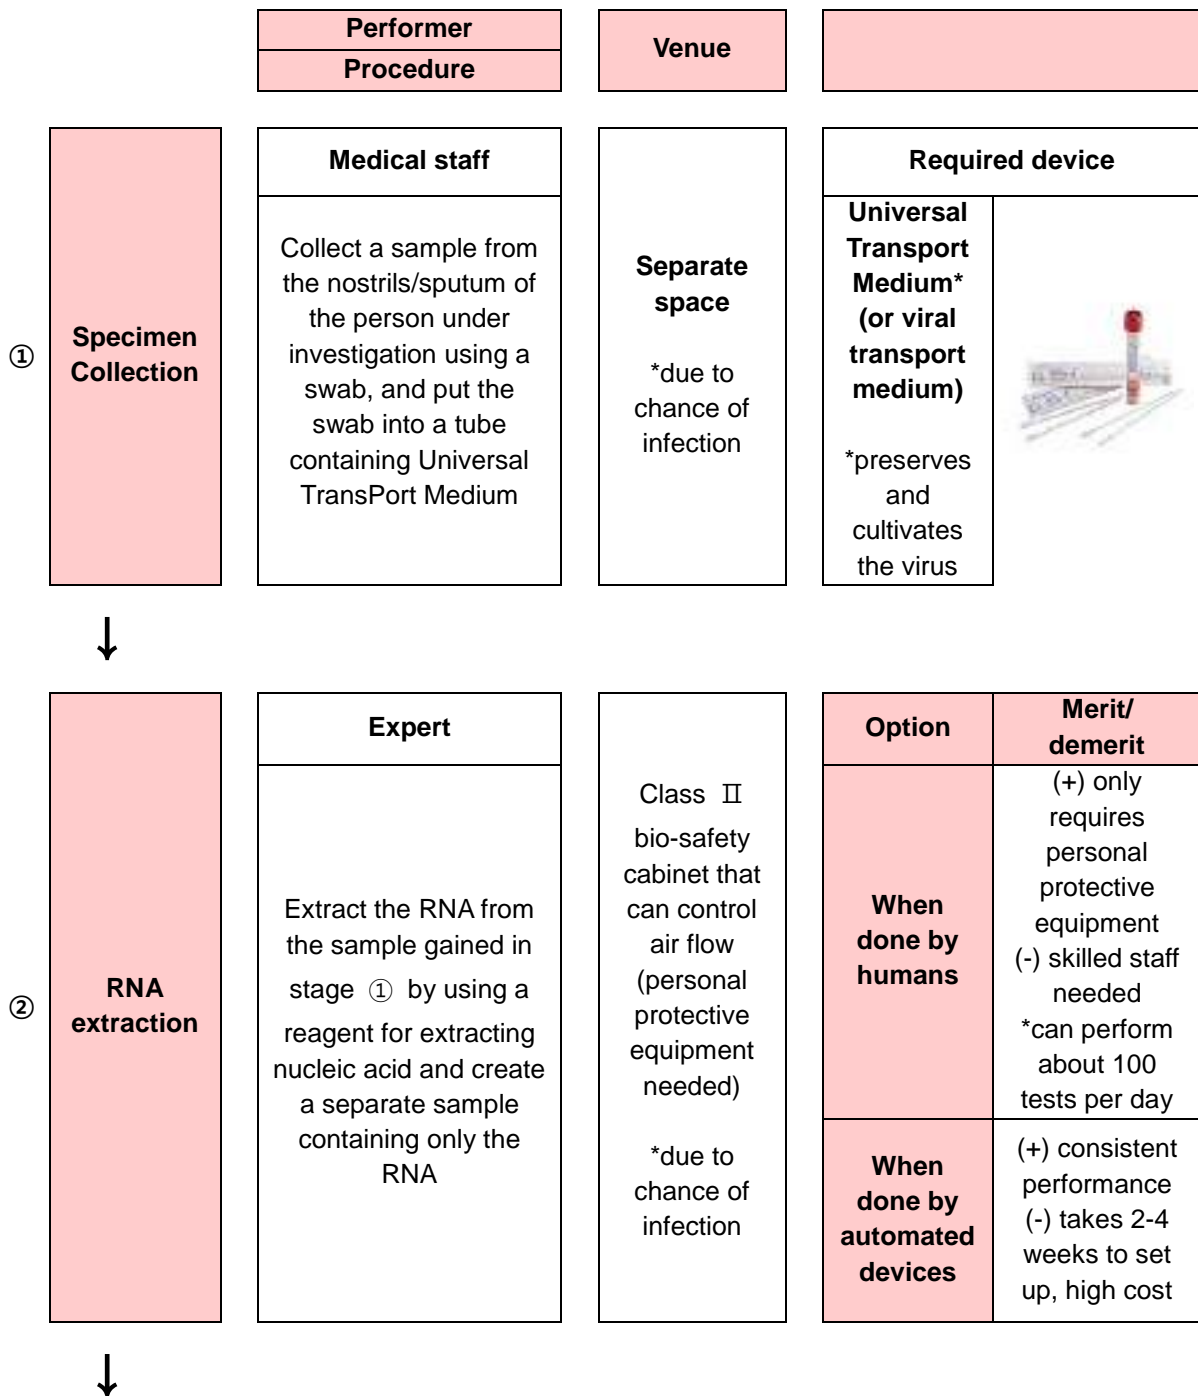 Performer
Procedure
Venue
①
Specimen
Collection
Medical staff
Collect a sample from
the nostrils/sputum of
the person under
investigation using a
swab, and put the
swab into a tube
containing Universal
TransPort Medium
Separate
space
*due to
chance of
infection
Required device
Universal
Transport
Medium*
(or viral
transport
medium)
*preserves
and
cultivates
the virus
↓
②
RNA
extraction
Expert
Extract the RNA from
the sample gained in
stage ① by using a
reagent for extracting
nucleic acid and create
a separate sample
containing only the
RNA
Class Ⅱ
bio-safety
cabinet that
can control
air flow
(personal
protective
equipment
needed)
*due to
chance of
infection
Option
Merit/
demerit
When
done by
humans
(+) only
requires
personal
protective
equipment
(-) skilled staff
needed
*can perform
about 100
tests per day
When
done by
automated
devices
(+) consistent
performance
(-) takes 2-4
weeks to set
up, high cost
↓